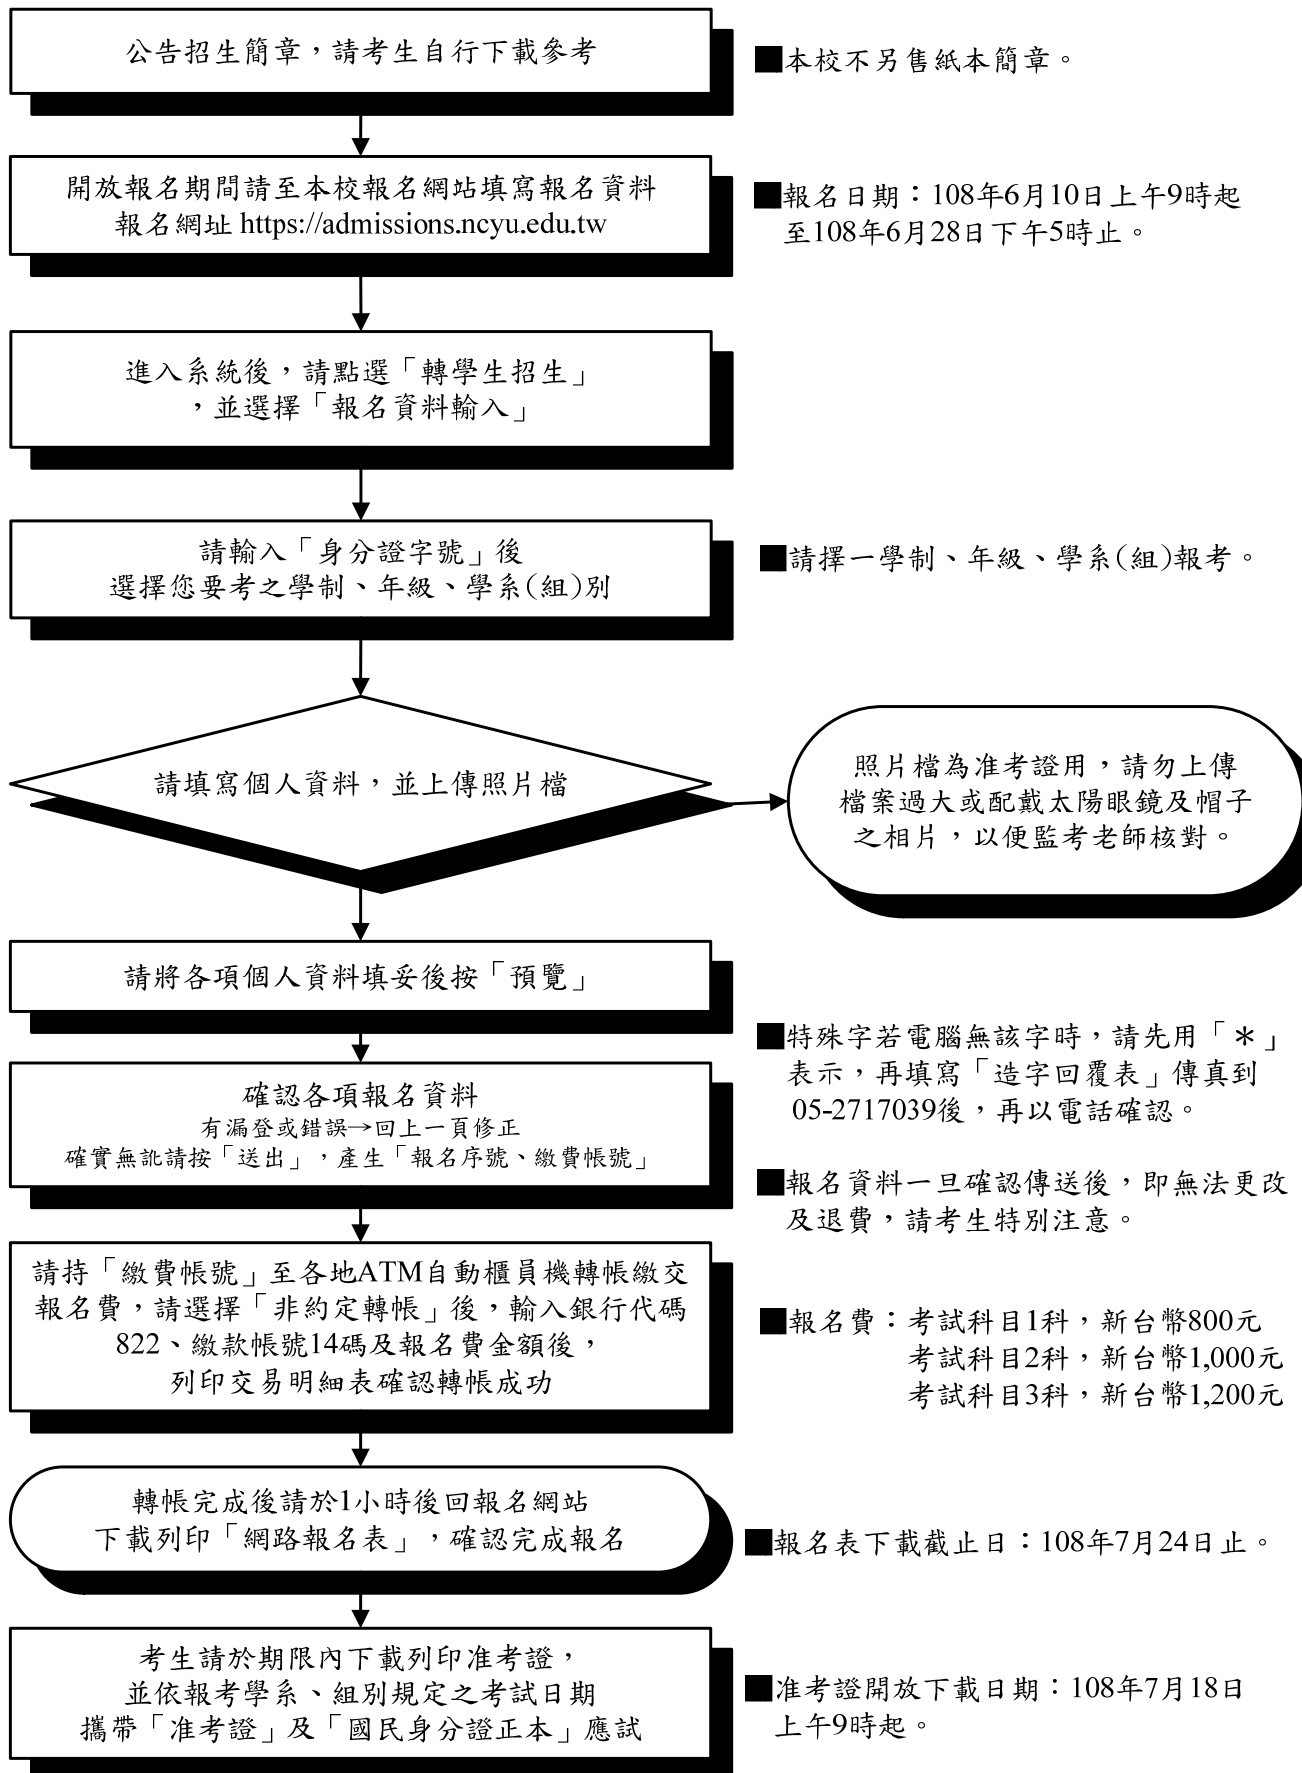 公告招生簡章，請考生自行下載參考
■本校不另售紙本簡章。
開放報名期間請至本校報名網站填寫報名資料
報名網址 https://admissions.ncyu.edu.tw
■報名日期：108年6月10日上午9時起
至108年6月28日下午5時止。
進入系統後，請點選「轉學生招生」
，並選擇「報名資料輸入」
請輸入「身分證字號」後
選擇您要考之學制、年級、學系(組)別
■請擇一學制、年級、學系(組)報考。
請填寫個人資料，並上傳照片檔
照片檔為准考證用，請勿上傳
檔案過大或配戴太陽眼鏡及帽子
之相片，以便監考老師核對。
請將各項個人資料填妥後按「預覽」
■特殊字若電腦無該字時，請先用「＊」
表示，再填寫「造字回覆表」傳真到
05-2717039後，再以電話確認。
確認各項報名資料
有漏登或錯誤→回上一頁修正
確實無訛請按「送出」，產生「報名序號、繳費帳號」
■報名資料一旦確認傳送後，即無法更改
及退費，請考生特別注意。
請持「繳費帳號」至各地ATM自動櫃員機轉帳繳交
報名費，請選擇「非約定轉帳」後，輸入銀行代碼
822、繳款帳號14碼及報名費金額後，
列印交易明細表確認轉帳成功
■報名費：考試科目1科，新台幣800元
考試科目2科，新台幣1,000元
考試科目3科，新台幣1,200元
轉帳完成後請於1小時後回報名網站
下載列印「網路報名表」，確認完成報名
■報名表下載截止日：108年7月24日止。
考生請於期限內下載列印准考證，
並依報考學系、組別規定之考試日期
攜帶「准考證」及「國民身分證正本」應試
■准考證開放下載日期：108年7月18日
上午9時起。